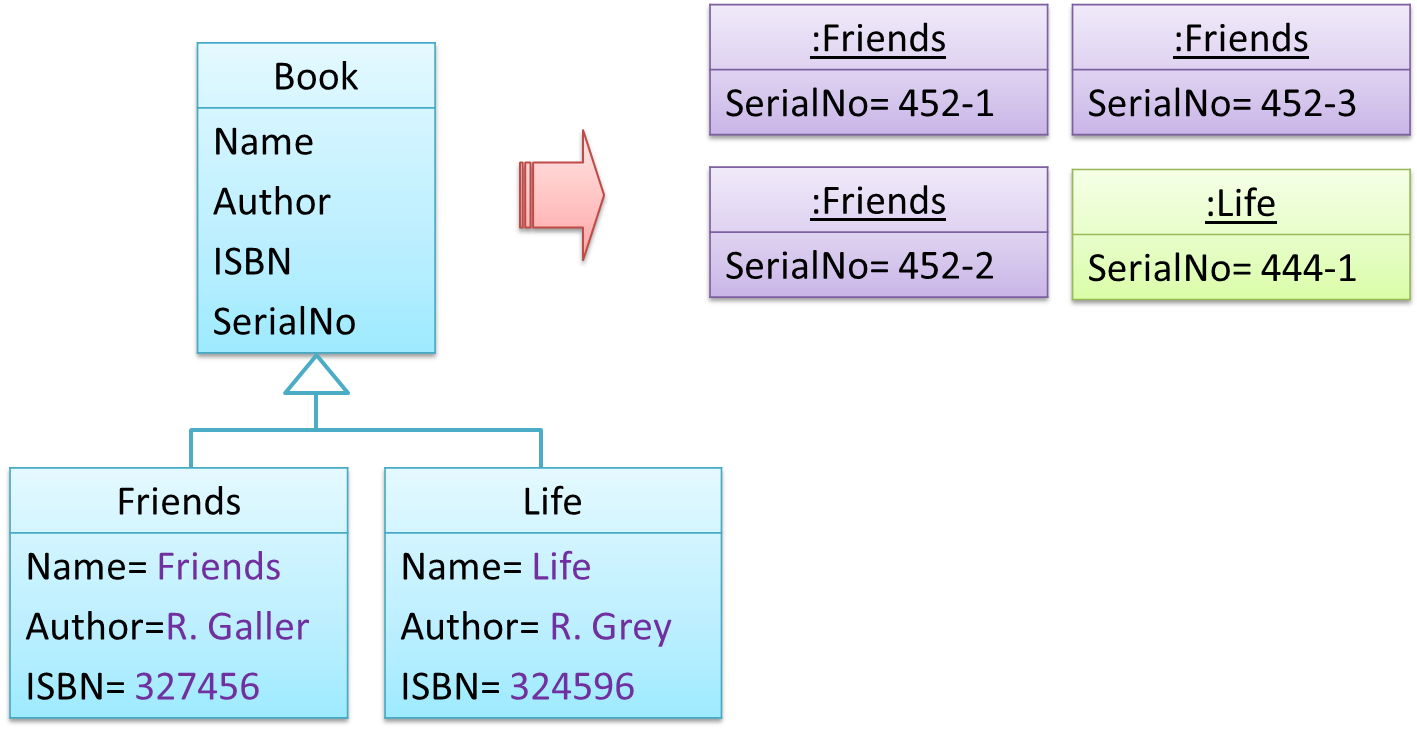 Book
Name
Author
ISBN
SerialNo
Friends
Name= Friends
Author=R. Galler
ISBN= 327456
Life
Name= Life
Author= R. Grey
ISBN= 324596
:Friends
SerialNo= 452-1
:Friends
SerialNo= 452-3
:Friends
SerialNo= 452-2
:Life
SerialNo= 444-1